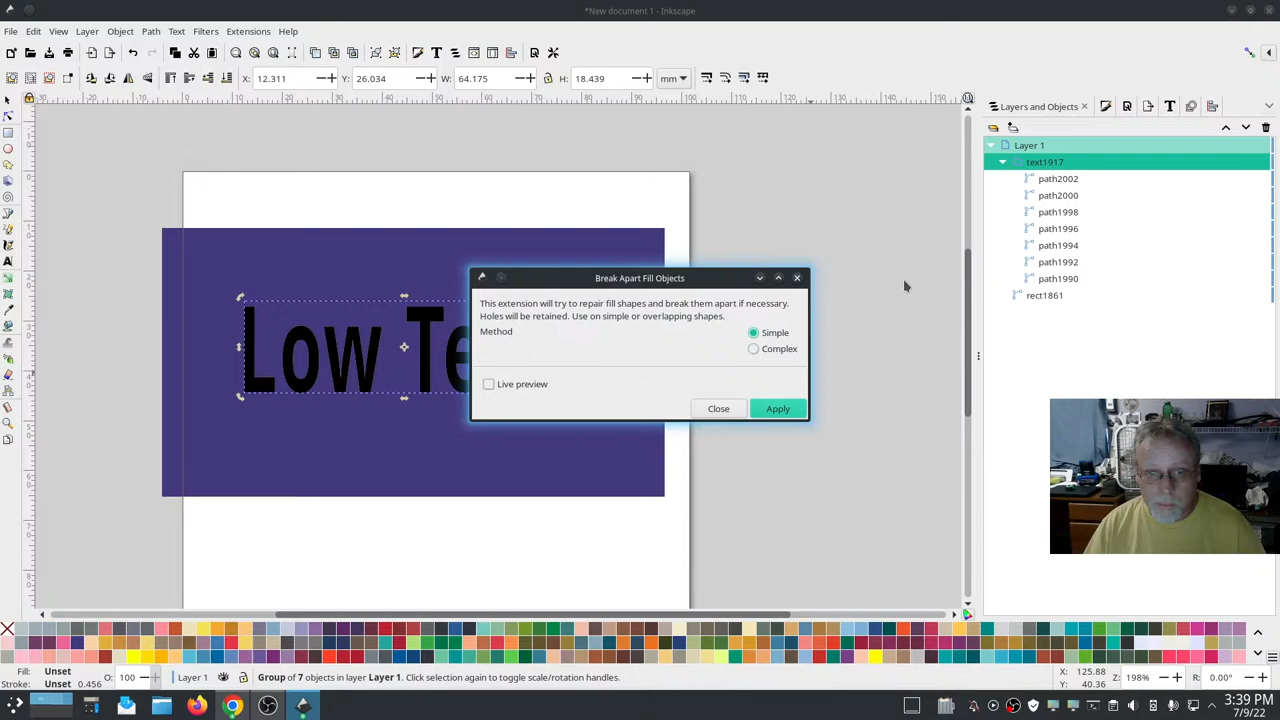 *New document 1 - Inkscape
File Edit View Layer Object Path Text Filters Extensions Help
X: 12.311 Y: 26.034 W: 64.175 H: 18.439 mm
Layers and Objects
Layer 1
text1917
path2002
path2000
path1998
path1996
path1994
path1992
path1990
rect1861
Low Te
Break Apart Fill Objects
This extension will try to repair fill shapes and break them apart if necessary.
Holes will be retained. Use on simple or overlapping shapes.
Method
Simple
Complex
Live preview
Close Apply
Fill: Unset
Stroke: Unset 0.456
O: 100
Layer 1
Group of 7 objects in layer Layer 1. Click selection again to toggle scale/rotation handles.
X: 125.88
Y: 40.36
Z: 198%
R: 0.00°
3:39 PM
7/9/22